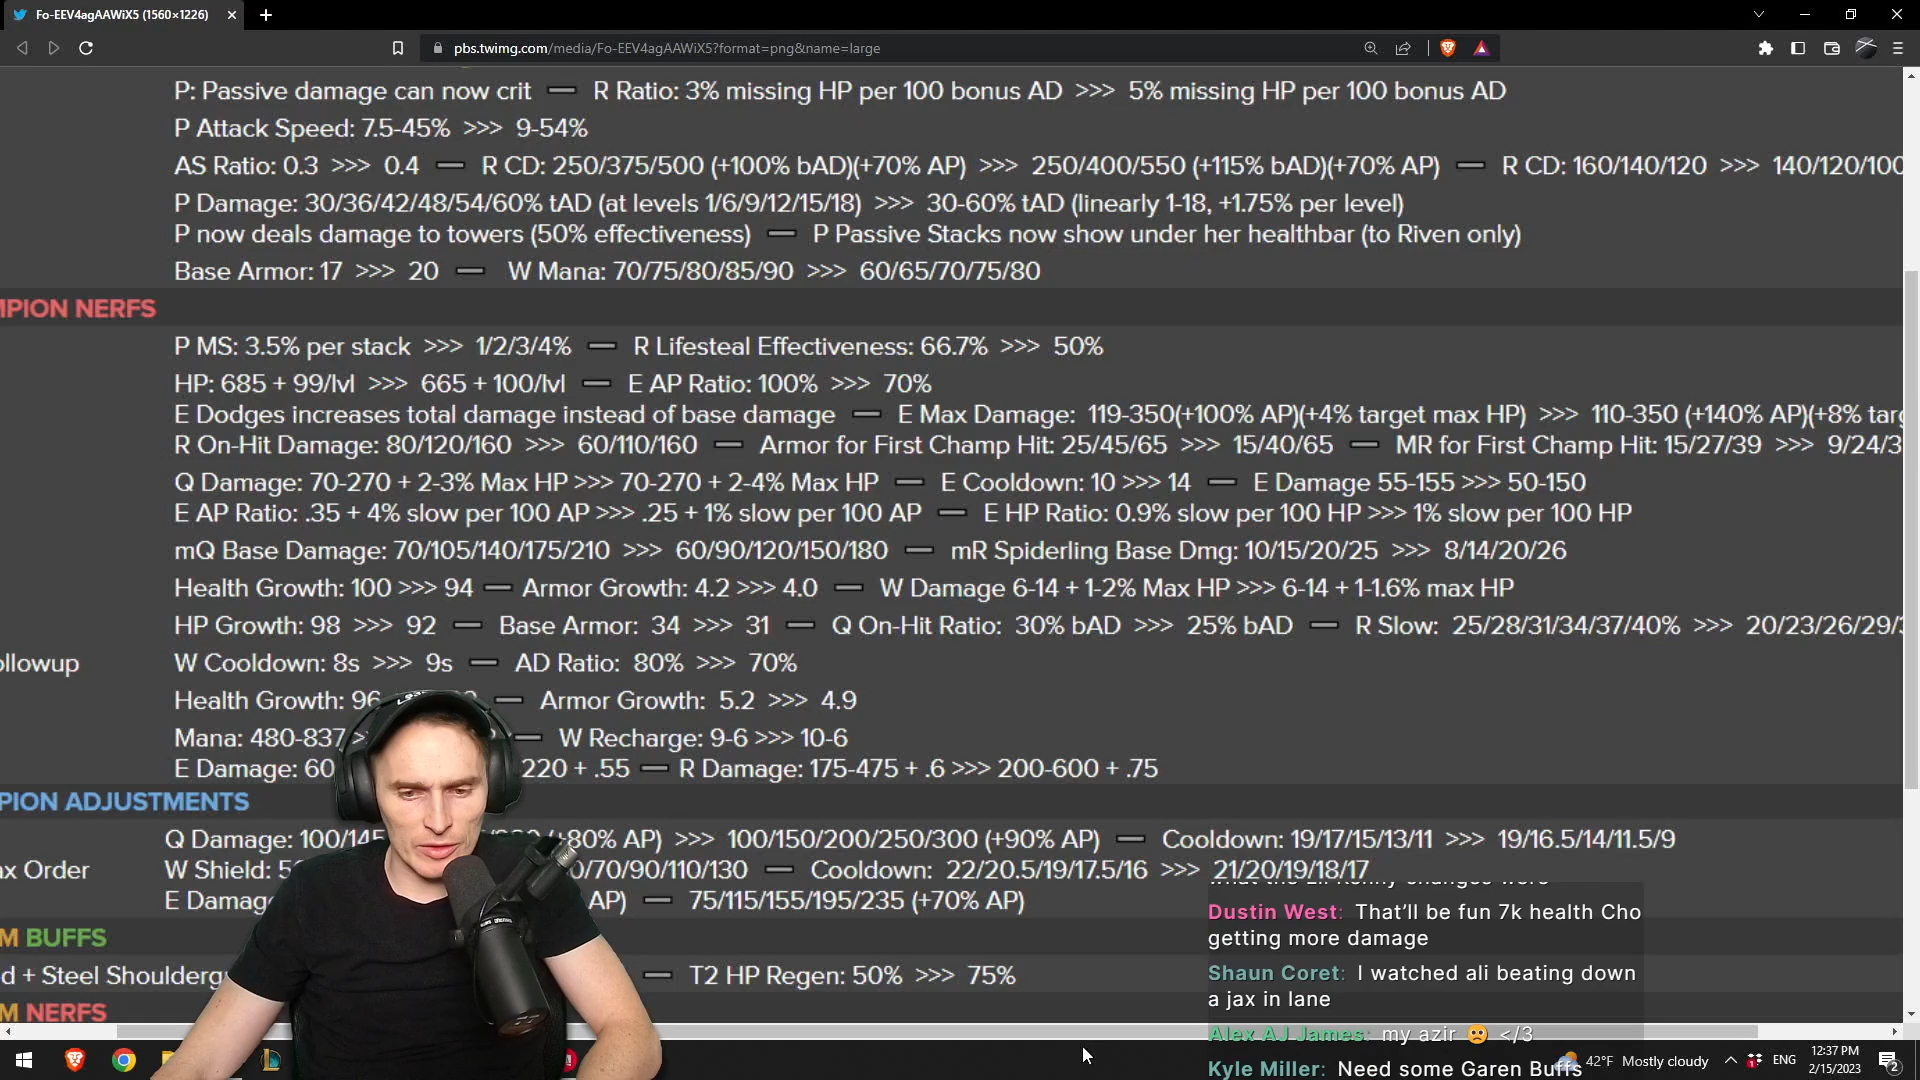 Fo-EEV4agAAWiX5 (1560×1226)
pbs.twimg.com/media/Fo-EEV4agAAWiX5?format=png&name=large
P: Passive damage can now crit — R Ratio: 3% missing HP per 100 bonus AD >>> 5% missing HP per 100 bonus AD
P Attack Speed: 7.5-45% >>> 9-54%
AS Ratio: 0.3 >>> 0.4 — R CD: 250/375/500 (+100% bAD)(+70% AP) >>> 250/400/550 (+115% bAD)(+70% AP) — R CD: 160/140/120 >>> 140/120/100
P Damage: 30/36/42/48/54/60% tAD (at levels 1/6/9/12/15/18) >>> 30-60% tAD (linearly 1-18, +1.75% per level)
P now deals damage to towers (50% effectiveness) — P Passive Stacks now show under her healthbar (to Riven only)
Base Armor: 17 >>> 20 — W Mana: 70/75/80/85/90 >>> 60/65/70/75/80
MPION NERFS
P MS: 3.5% per stack >>> 1/2/3/4% — R Lifesteal Effectiveness: 66.7% >>> 50%
HP: 685 + 99/lvl >>> 665 + 100/lvl — E AP Ratio: 100% >>> 70%
E Dodges increases total damage instead of base damage — E Max Damage: 119-350(+100% AP)(+4% target max HP) >>> 110-350 (+140% AP)(+8% targ
R On-Hit Damage: 80/120/160 >>> 60/110/160 — Armor for First Champ Hit: 25/45/65 >>> 15/40/65 — MR for First Champ Hit: 15/27/39 >>> 9/24/3
Q Damage: 70-270 + 2-3% Max HP >>> 70-270 + 2-4% Max HP — E Cooldown: 10 >>> 14 — E Damage 55-155 >>> 50-150
E AP Ratio: .35 + 4% slow per 100 AP >>> .25 + 1% slow per 100 AP — E HP Ratio: 0.9% slow per 100 HP >>> 1% slow per 100 HP
mQ Base Damage: 70/105/140/175/210 >>> 60/90/120/150/180 — mR Spiderling Base Dmg: 10/15/20/25 >>> 8/14/20/26
Health Growth: 100 >>> 94 — Armor Growth: 4.2 >>> 4.0 — W Damage 6-14 + 1-2% Max HP >>> 6-14 + 1-1.6% max HP
HP Growth: 98 >>> 92 — Base Armor: 34 >>> 31 — Q On-Hit Ratio: 30% bAD >>> 25% bAD — R Slow: 25/28/31/34/37/40% >>> 20/23/26/29/3
ollowup W Cooldown: 8s >>> 9s — AD Ratio: 80% >>> 70%
Health Growth: 96 — Armor Growth: 5.2 >>> 4.9
Mana: 480-837 > — W Recharge: 9-6 >>> 10-6
E Damage: 60 220 + .55 — R Damage: 175-475 + .6 >>> 200-600 + .75
PION ADJUSTMENTS
Q Damage: 100/145 (+80% AP) >>> 100/150/200/250/300 (+90% AP) — Cooldown: 19/17/15/13/11 >>> 19/16.5/14/11.5/9
ax Order W Shield: 5 0/70/90/110/130 — Cooldown: 22/20.5/19/17.5/16 >>> 21/20/19/18/17
E Damag AP) — 75/115/155/195/235 (+70% AP)
M BUFFS
d + Steel Shoulderg — T2 HP Regen: 50% >>> 75%
M NERFS
Dustin West: That'll be fun 7k health Cho
getting more damage
Shaun Coret: I watched ali beating down
a jax in lane
Alex AJ James: my azir 🙁 </3
Kyle Miller: Need some Garen Buffs
42°F Mostly cloudy
ENG
12:37 PM
2/15/2023
2